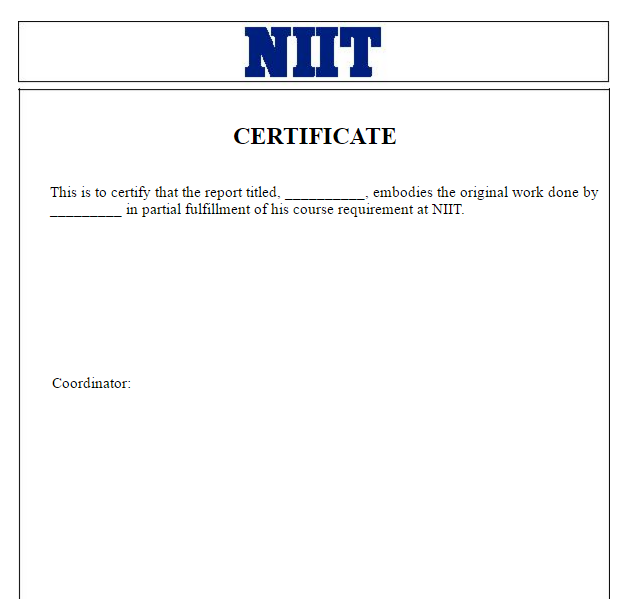 NIIT
CERTIFICATE
This is to certify that the report titled, __________, embodies the original work done by
_________ in partial fulfillment of his course requirement at NIIT.
Coordinator: